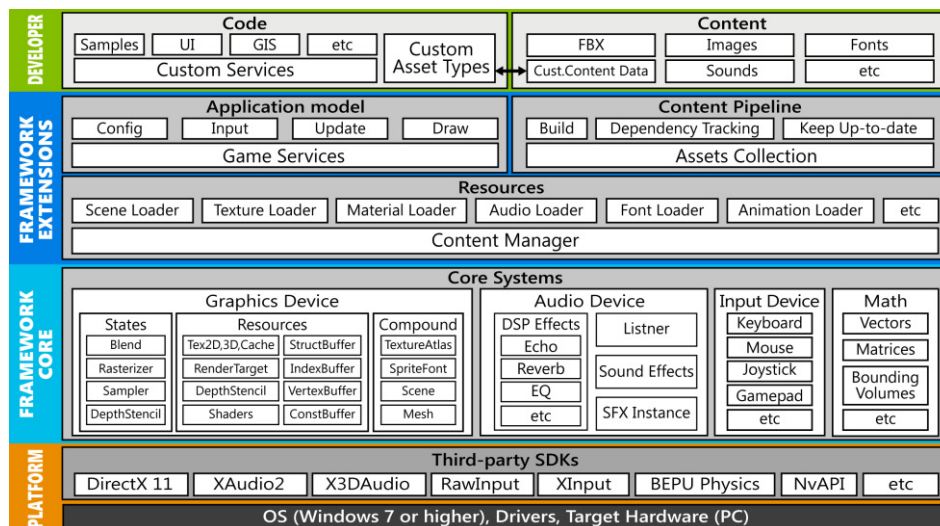 DEVELOPER
Code
Samples
UI
GIS
etc
Custom Services
Custom
Asset Types
Content
FBX
Images
Fonts
Cust.Content Data
Sounds
etc
FRAMEWORK
EXTENSIONS
Application model
Config
Input
Update
Draw
Game Services
Content Pipeline
Build
Dependency Tracking
Keep Up-to-date
Assets Collection
Resources
Scene Loader
Texture Loader
Material Loader
Audio Loader
Font Loader
Animation Loader
etc
Content Manager
FRAMEWORK
CORE
Core Systems
Graphics Device
States
Blend
Rasterizer
Sampler
DepthStencil
Resources
Tex2D,3D,Cache
StructBuffer
RenderTarget
IndexBuffer
DepthStencil
VertexBuffer
Shaders
ConstBuffer
Compound
TextureAtlas
SpriteFont
Scene
Mesh
Audio Device
DSP Effects
Echo
Reverb
EQ
etc
Listner
Sound Effects
SFX Instance
Input Device
Keyboard
Mouse
Joystick
Gamepad
etc
Math
Vectors
Matrices
Bounding
Volumes
etc
PLATFORM
Third-party SDKs
DirectX 11
XAudio2
X3DAudio
RawInput
XInput
BEPU Physics
NvAPI
etc
OS (Windows 7 or higher), Drivers, Target Hardware (PC)